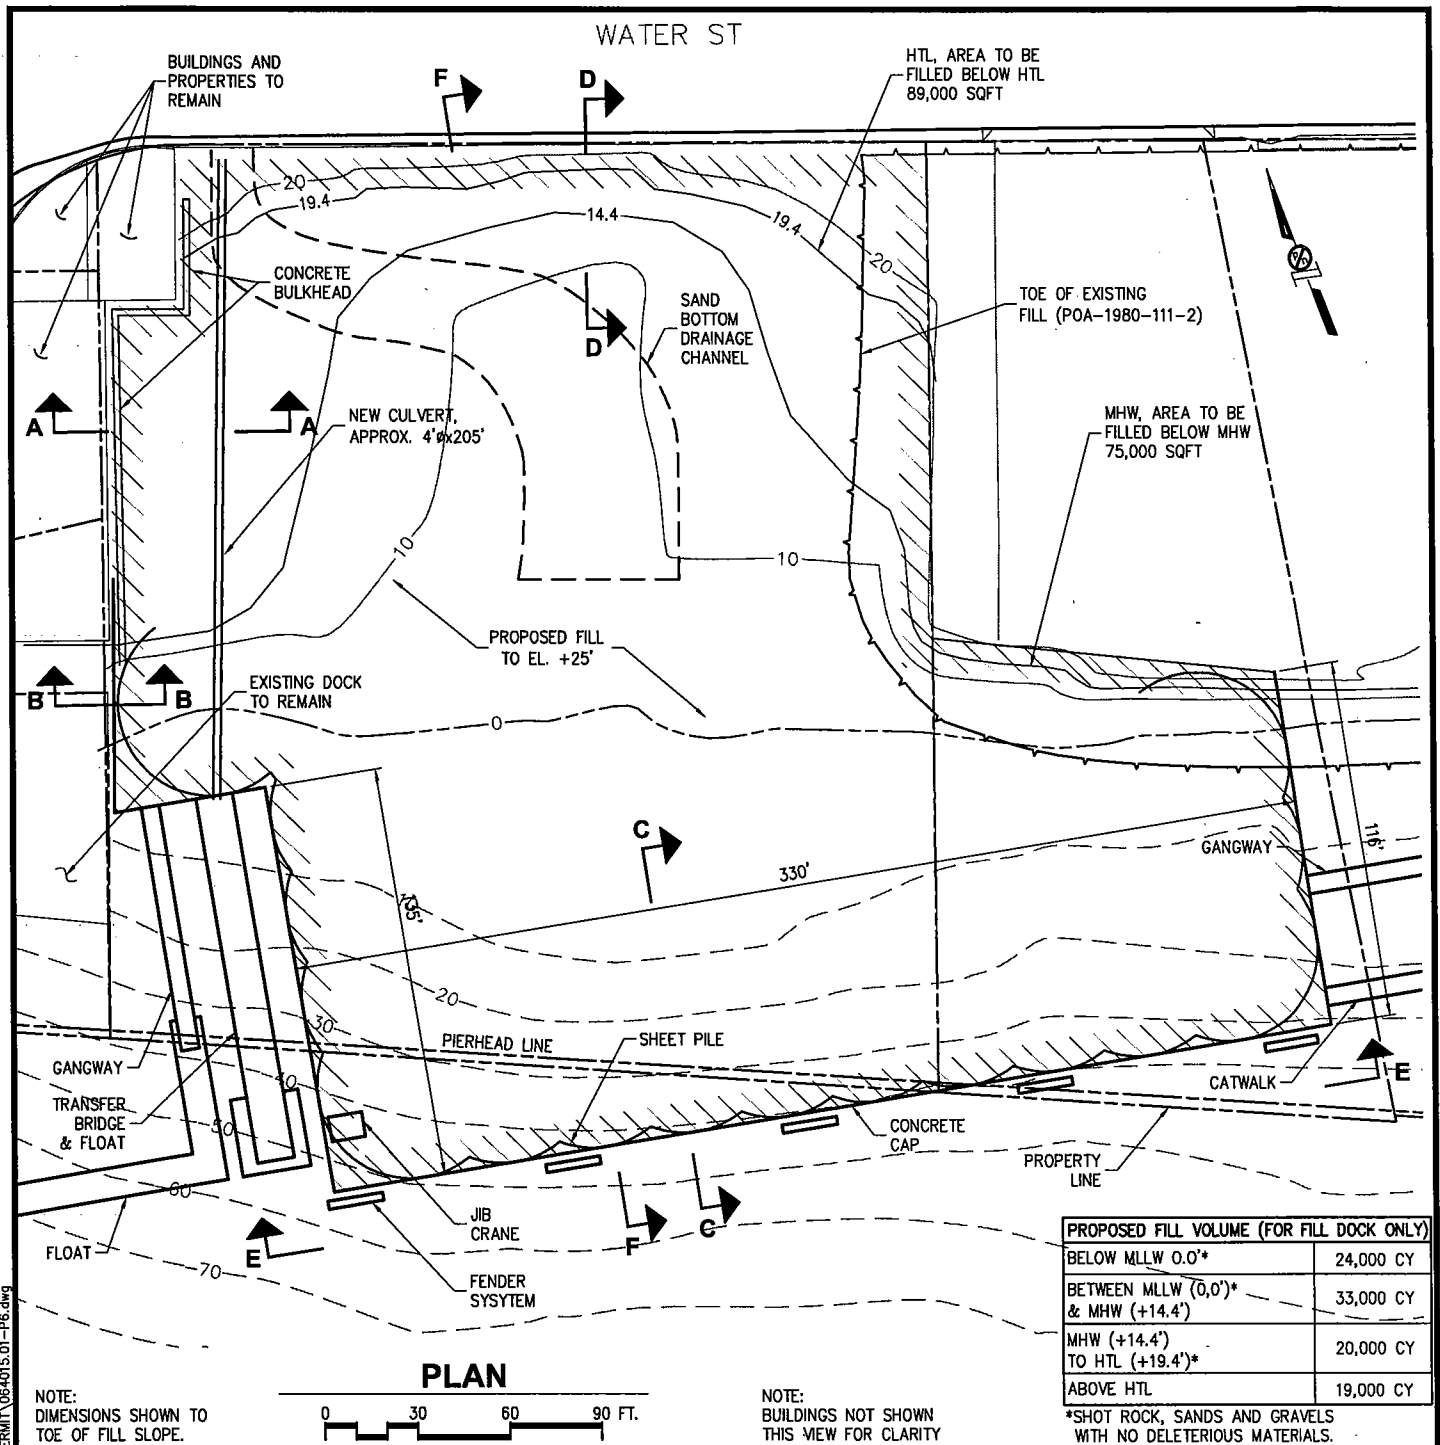 WATER ST
BUILDINGS AND
PROPERTIES TO
REMAIN
F
D
HTL, AREA TO BE
FILLED BELOW HTL
89,000 SQFT
20
19.4
14.4
19.4
20
CONCRETE
BULKHEAD
SAND
BOTTOM
DRAINAGE
CHANNEL
D
TOE OF EXISTING
FILL (POA-1980-111-2)
A
A
NEW CULVERT,
APPROX. 4'øx205'
MHW, AREA TO BE
FILLED BELOW MHW
75,000 SQFT
10
10
PROPOSED FILL
TO EL. +25'
B
B
EXISTING DOCK
TO REMAIN
0
C
330'
GANGWAY
116'
135'
20
30
PIERHEAD LINE
SHEET PILE
GANGWAY
40
CATWALK
E
TRANSFER
BRIDGE
& FLOAT
50
CONCRETE
CAP
PROPERTY
LINE
60
JIB
CRANE
F
C
FLOAT
E
70
FENDER
SYSYTEM
PROPOSED FILL VOLUME (FOR FILL DOCK ONLY)
BELOW MLLW 0.0'* 24,000 CY
BETWEEN MLLW (0,0')*
& MHW (+14.4') 33,000 CY
MHW (+14.4')
TO HTL (+19.4')* 20,000 CY
ABOVE HTL 19,000 CY
*SHOT ROCK, SANDS AND GRAVELS
WITH NO DELETERIOUS MATERIALS.
PLAN
0 30 60 90 FT.
NOTE:
DIMENSIONS SHOWN TO
TOE OF FILL SLOPE.
NOTE:
BUILDINGS NOT SHOWN
THIS VIEW FOR CLARITY
ERMIT\064015.01-P6.dwg